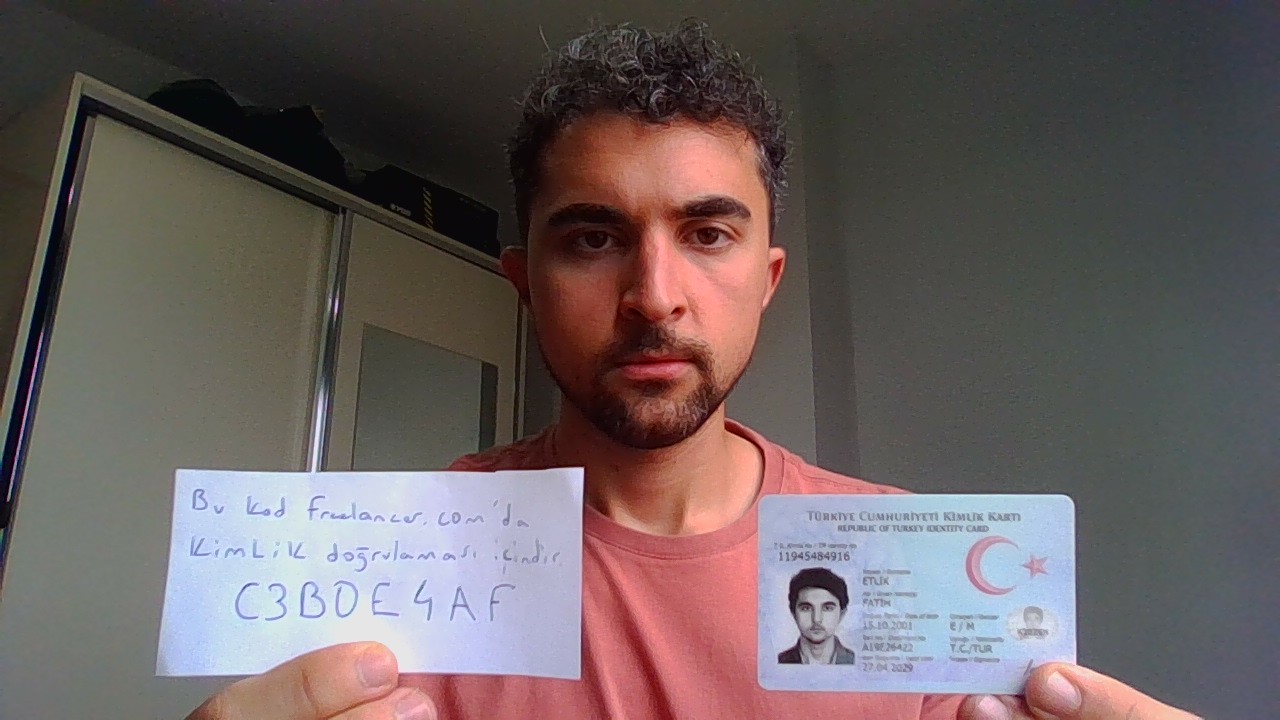 Bu kod freelancer.com'da
Kimlik doğrulaması içindir.
C3B0E4AF
TÜRKİYE CUMHURİYETİ KİMLİK KARTI
REPUBLIC OF TURKEY IDENTITY CARD
11945484916
ETLİK
FATİH
15.10.2001
E / M
A19E26422
T.C./TUR
27.04.2029